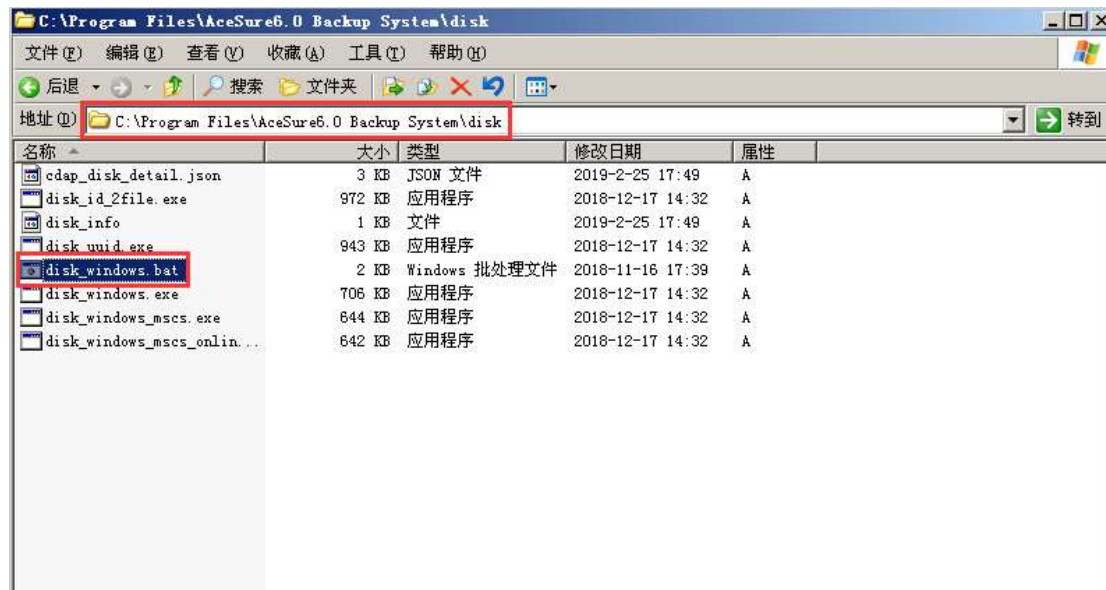 C:\Program Files\AceSure6.0 Backup System\disk
文件(F) 编辑(E) 查看(V) 收藏(A) 工具(T) 帮助(H)
后退 搜索 文件夹
地址(D) C:\Program Files\AceSure6.0 Backup System\disk 转到
名称 大小 类型 修改日期 属性
cdap_disk_detail.json 3 KB JSON 文件 2019-2-25 17:49 A
disk_id_2file.exe 972 KB 应用程序 2018-12-17 14:32 A
disk_info 1 KB 文件 2019-2-25 17:49 A
disk_uuid.exe 943 KB 应用程序 2018-12-17 14:32 A
disk_windows.bat 2 KB Windows 批处理文件 2018-11-16 17:39 A
disk_windows.exe 706 KB 应用程序 2018-12-17 14:32 A
disk_windows_mscs.exe 644 KB 应用程序 2018-12-17 14:32 A
disk_windows_mscs_onlin... 642 KB 应用程序 2018-12-17 14:32 A